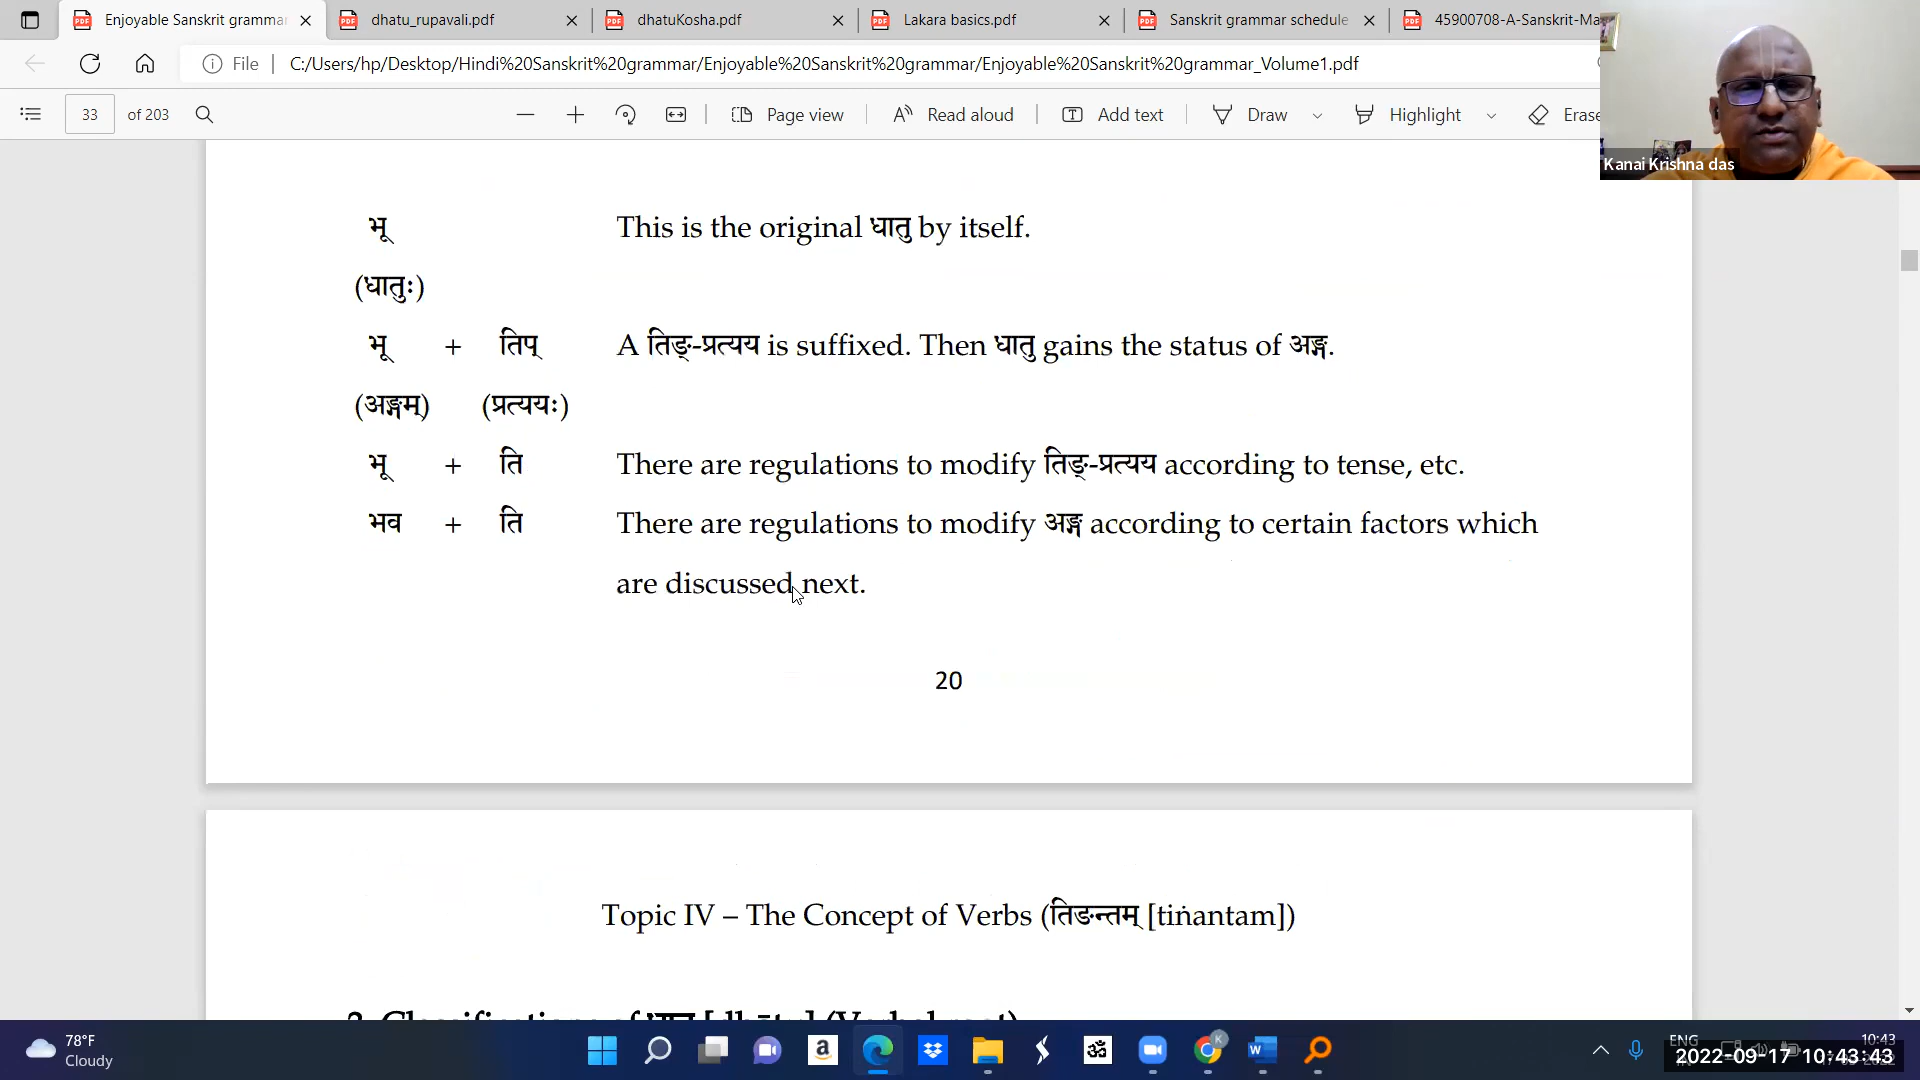 Enjoyable Sanskrit grammar
dhatu_rupavali.pdf
dhatuKosha.pdf
Lakara basics.pdf
Sanskrit grammar schedule
45900708-A-Sanskrit-Ma
File
C:/Users/hp/Desktop/Hindi%20Sanskrit%20grammar/Enjoyable%20Sanskrit%20grammar/Enjoyable%20Sanskrit%20grammar_Volume1.pdf
33 of 203
Page view
Read aloud
Add text
Draw
Highlight
Erase
Kanai Krishna das
भू This is the original धातु by itself.
(धातुः)
भू + तिप् A तिङ्-प्रत्यय is suffixed. Then धातु gains the status of अङ्ग.
(अङ्गम्) (प्रत्ययः)
भू + ति There are regulations to modify तिङ्-प्रत्यय according to tense, etc.
भव + ति There are regulations to modify अङ्ग according to certain factors which
are discussed next.
20
Topic IV – The Concept of Verbs (तिङन्तम् [tiṅantam])
78°F
Cloudy
ENG
10:43
2022-09-17 10:43:43